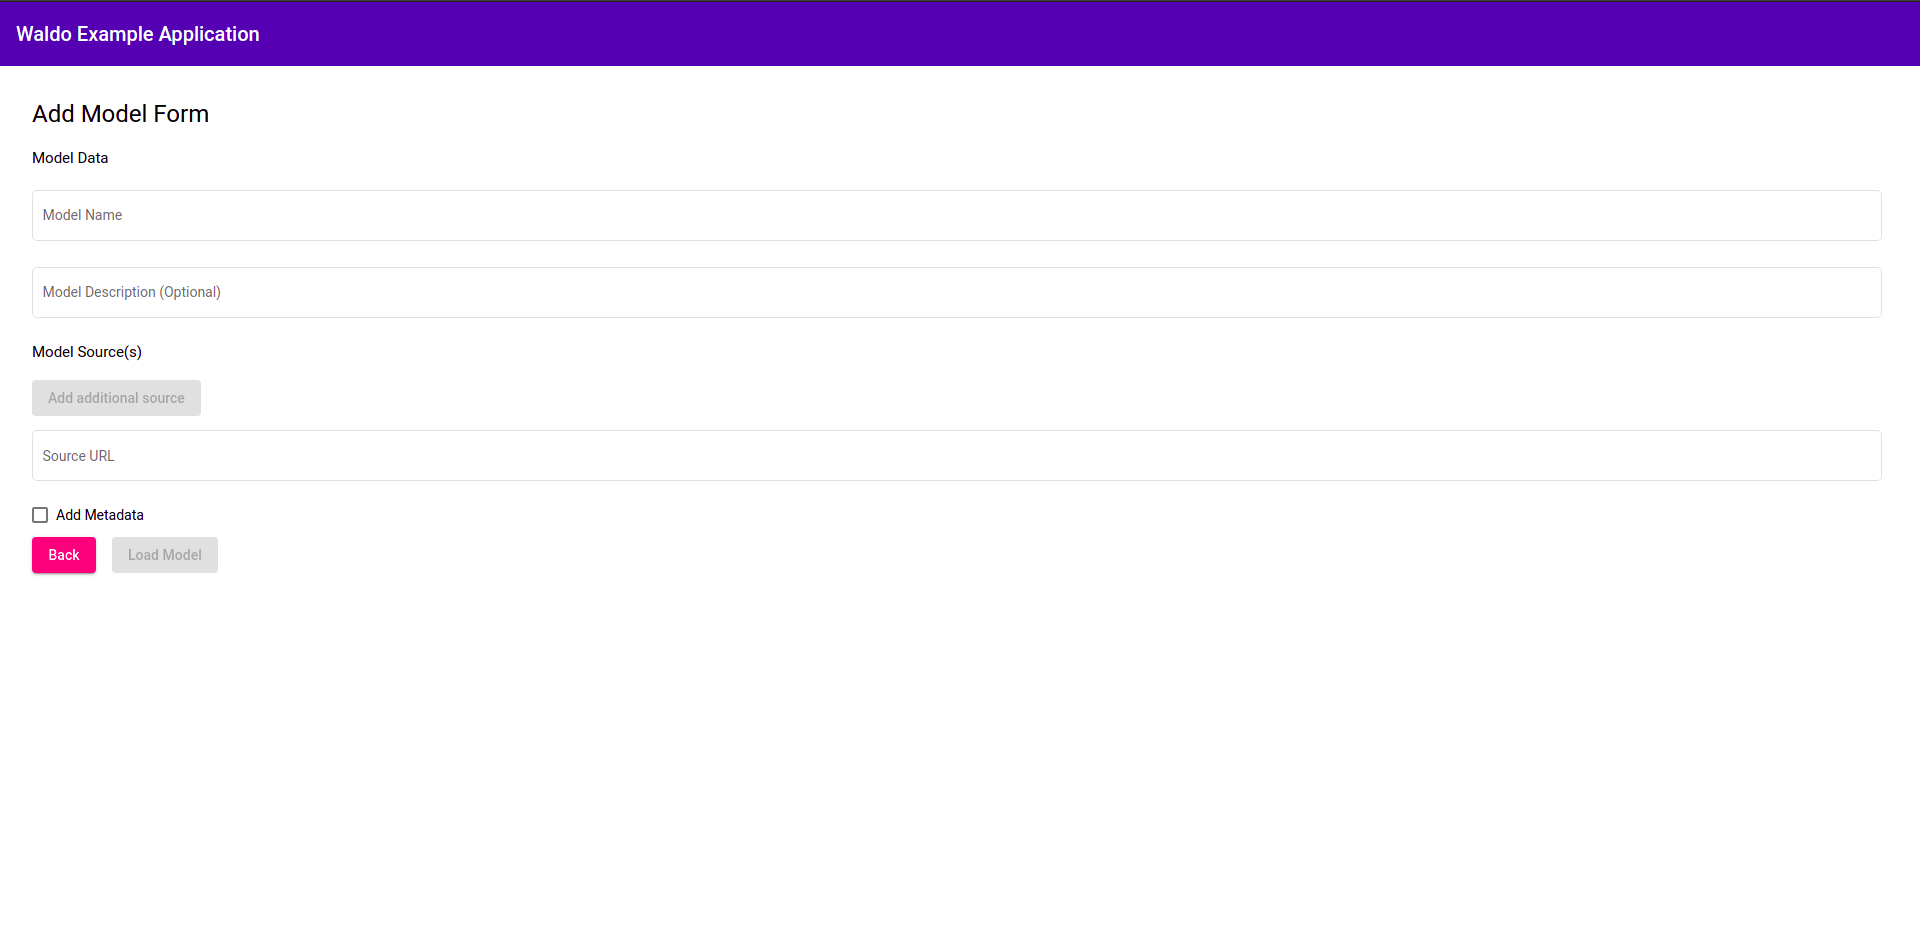 Waldo Example Application
Add Model Form
Model Data
Model Name
Model Description (Optional)
Model Source(s)
Add additional source
Source URL
Add Metadata
Back Load Model